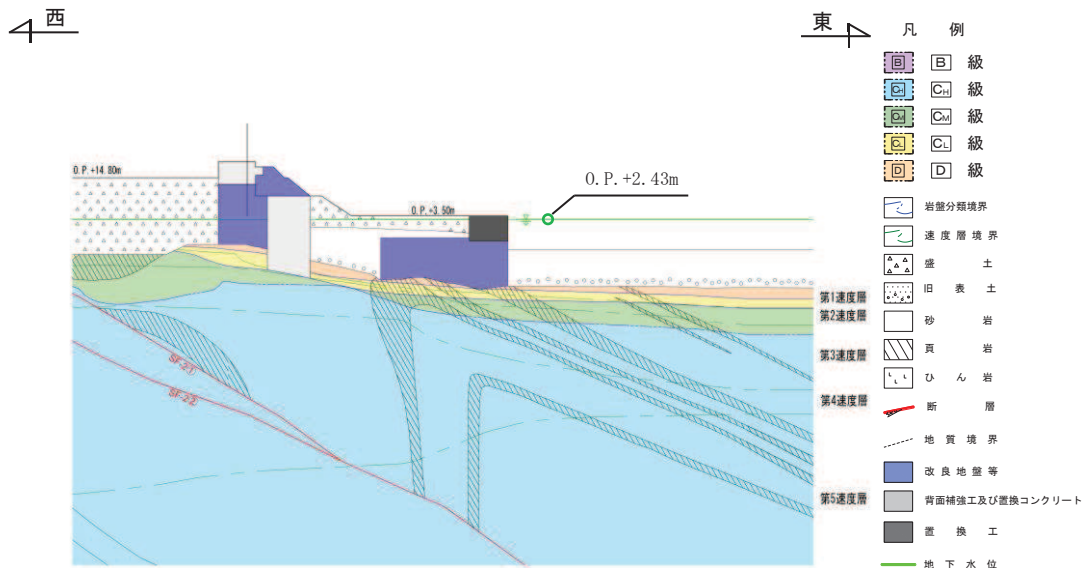 西
東
凡 例
B B 級
CH CH 級
CM CM 級
CL CL 級
D D 級
岩盤分類境界
速度層境界
盛 土
旧 表 土
砂 岩
頁 岩
ひ ん 岩
断 層
地 質 境 界
改 良 地 盤 等
背面補強工及び置換コンクリート
置 換 工
地 下 水 位
O.P.+14.80m
O.P.+3.50m
O.P.+2.43m
第1速度層
第2速度層
第3速度層
第4速度層
第5速度層
SF-21
SF-22